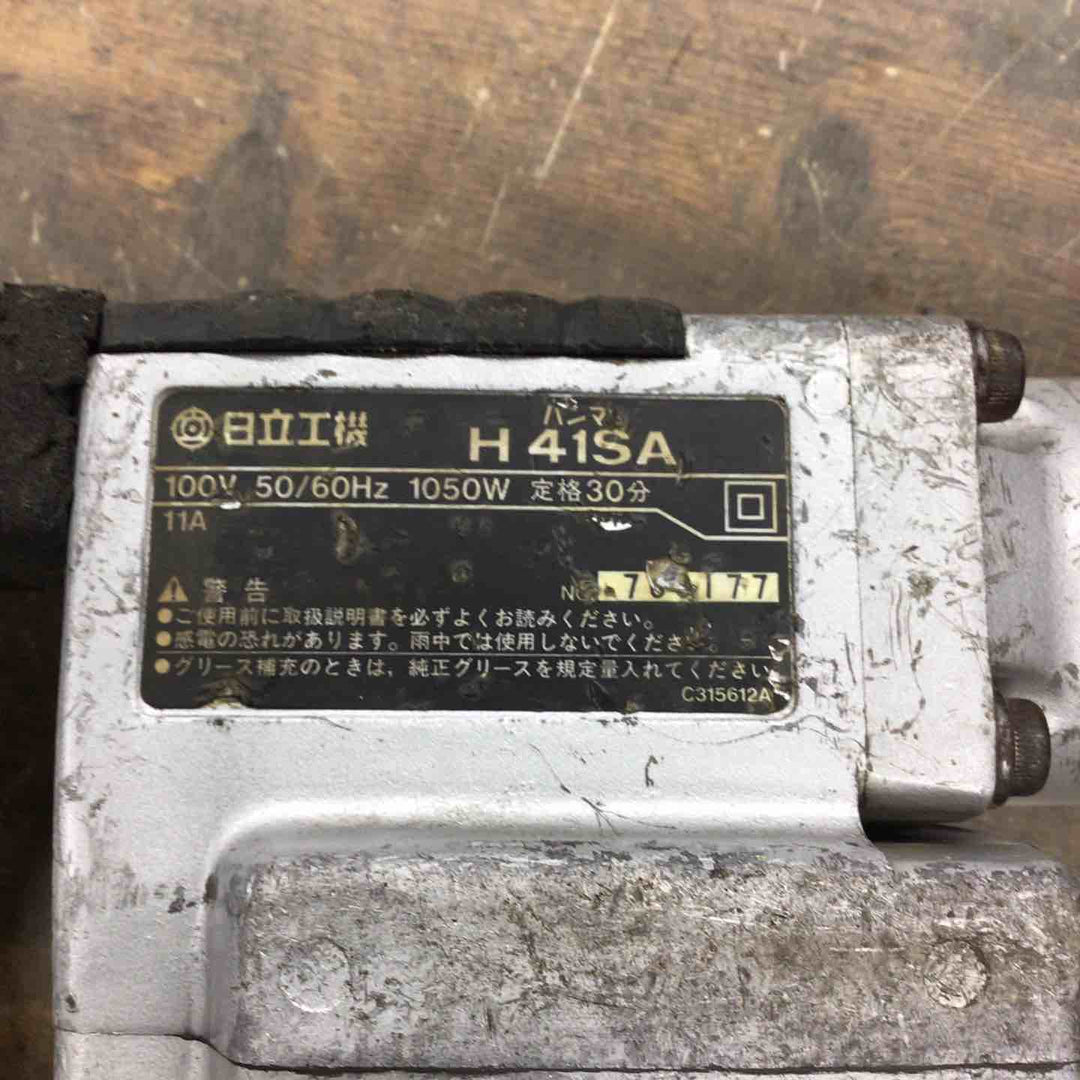 日立工機
ハンマ
H 41SA
100V 50/60Hz 1050W 定格30分
11A
警告
●ご使用前に取扱説明書を必ずよくお読みください。
●感電の恐れがあります。雨中では使用しないでくださ
●グリース補充のときは,純正グリースを規定量入れてください
C315612A